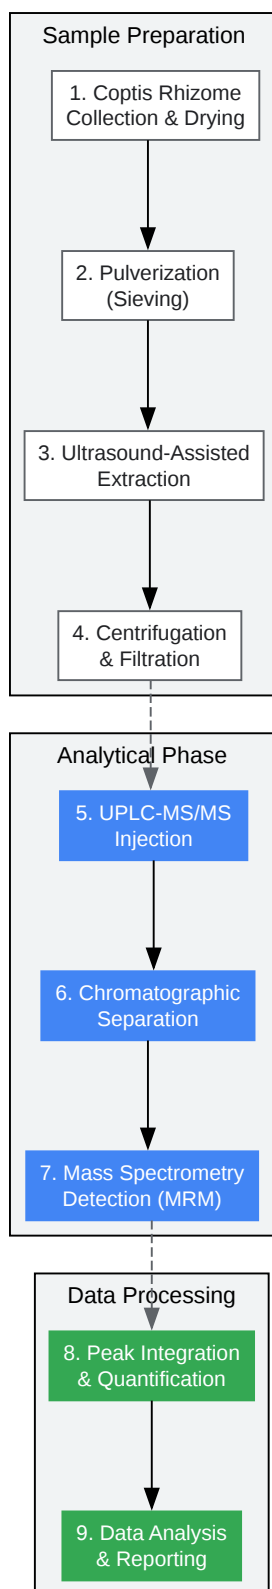 Sample Preparation
1. Coptis Rhizome
Collection & Drying
2. Pulverization
(Sieving)
3. Ultrasound-Assisted
Extraction
4. Centrifugation
& Filtration
Analytical Phase
5. UPLC-MS/MS
Injection
6. Chromatographic
Separation
7. Mass Spectrometry
Detection (MRM)
Data Processing
8. Peak Integration
& Quantification
9. Data Analysis
& Reporting